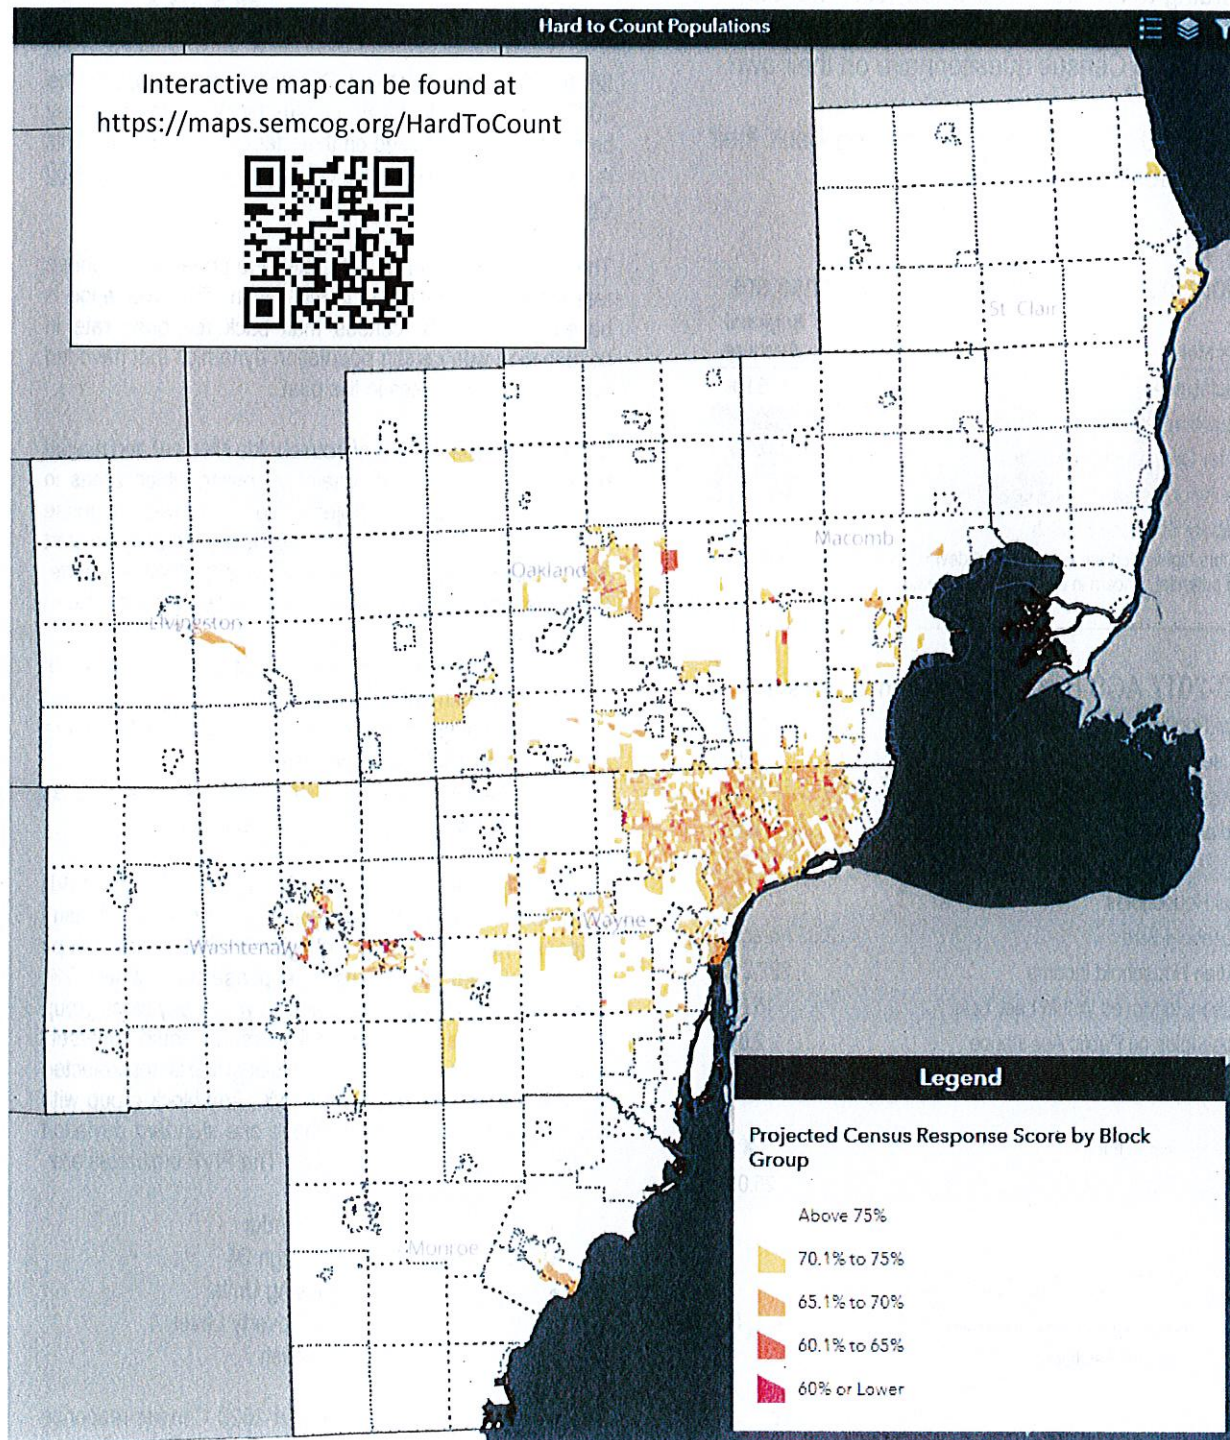 Hard to Count Populations
Interactive map can be found at
https://maps.semcog.org/HardToCount
St. Clair
Macomb
Oakland
Livingston
Wayne
Washtenaw
Monroe
Legend
Projected Census Response Score by Block
Group
Above 75%
70.1% to 75%
65.1% to 70%
60.1% to 65%
60% or Lower